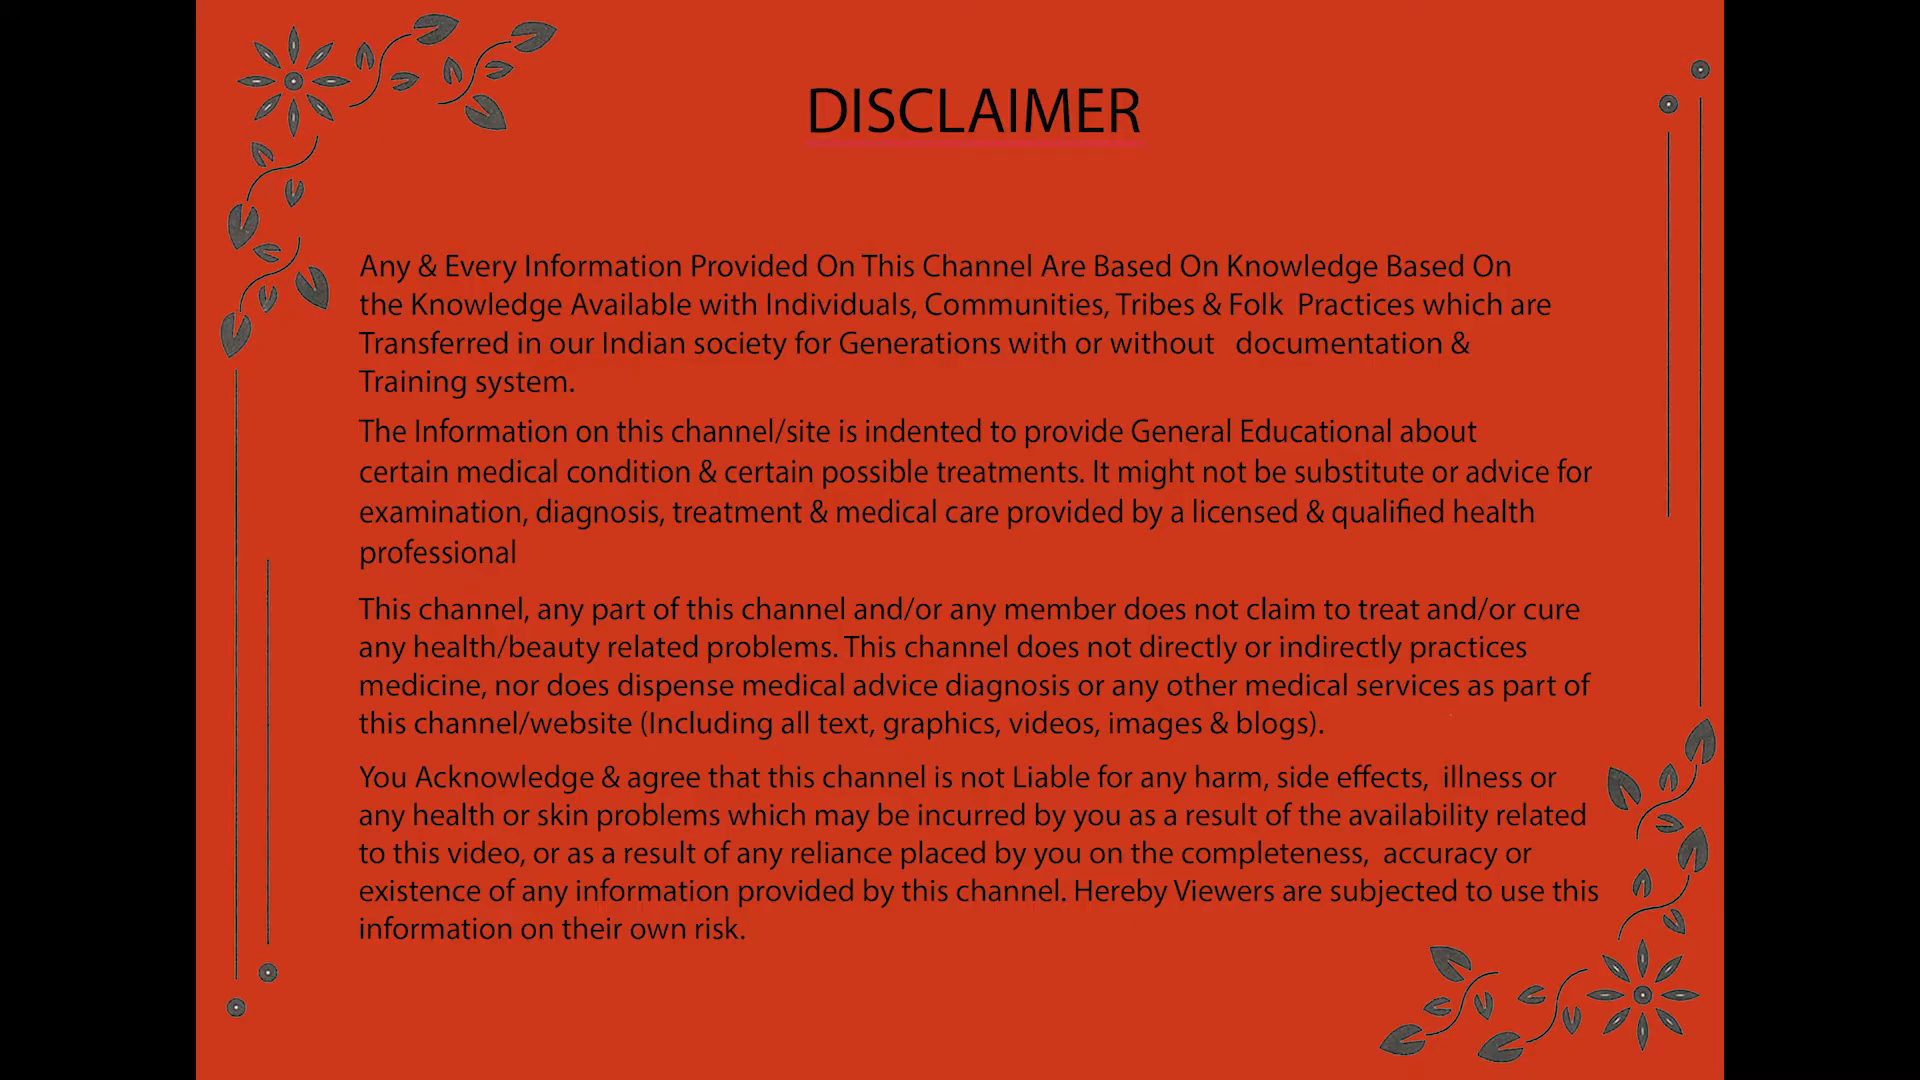 DISCLAIMER
Any & Every Information Provided On This Channel Are Based On Knowledge Based On
the Knowledge Available with Individuals, Communities, Tribes & Folk Practices which are
Transferred in our Indian society for Generations with or without documentation &
Training system.
The Information on this channel/site is indented to provide General Educational about
certain medical condition & certain possible treatments. It might not be substitute or advice for
examination, diagnosis, treatment & medical care provided by a licensed & qualified health
professional
This channel, any part of this channel and/or any member does not claim to treat and/or cure
any health/beauty related problems. This channel does not directly or indirectly practices
medicine, nor does dispense medical advice diagnosis or any other medical services as part of
this channel/website (Including all text, graphics, videos, images & blogs).
You Acknowledge & agree that this channel is not Liable for any harm, side effects, illness or
any health or skin problems which may be incurred by you as a result of the availability related
to this video, or as a result of any reliance placed by you on the completeness, accuracy or
existence of any information provided by this channel. Hereby Viewers are subjected to use this
information on their own risk.